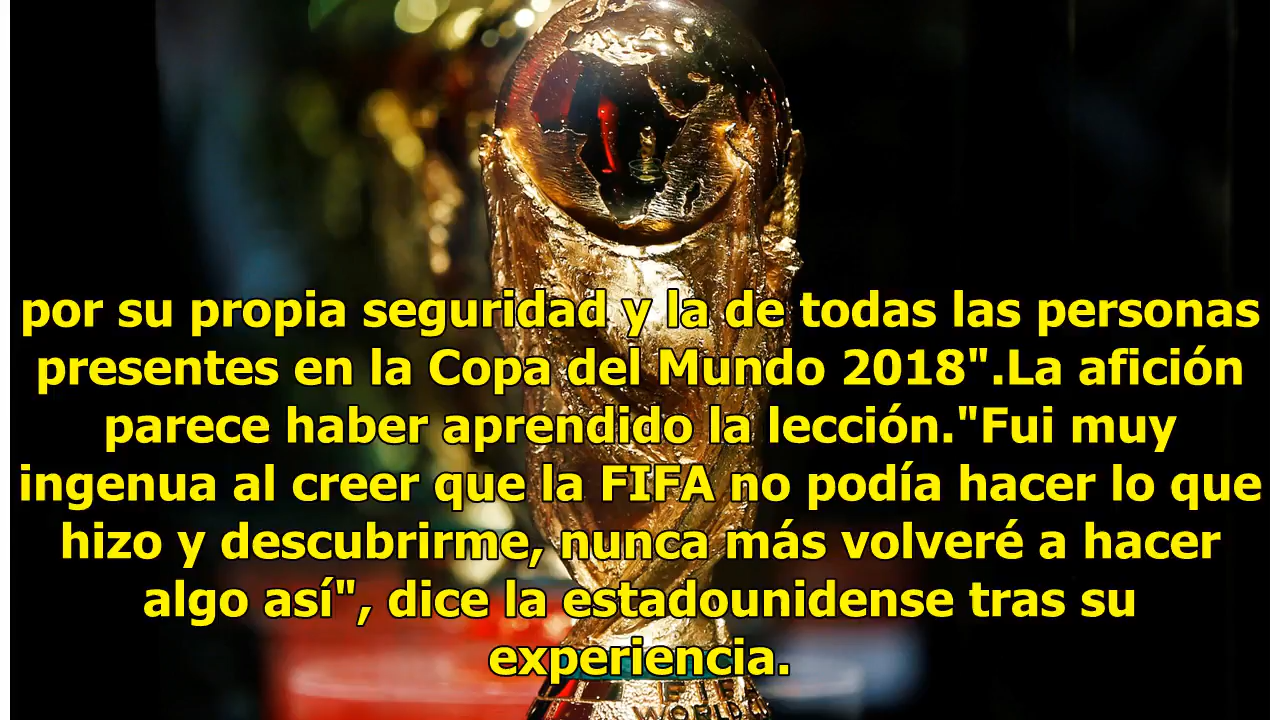 por su propia seguridad y la de todas las personas
presentes en la Copa del Mundo 2018".La afición
parece haber aprendido la lección."Fui muy
ingenua al creer que la FIFA no podía hacer lo que
hizo y descubrirme, nunca más volveré a hacer
algo así", dice la estadounidense tras su
experiencia.
WORLD